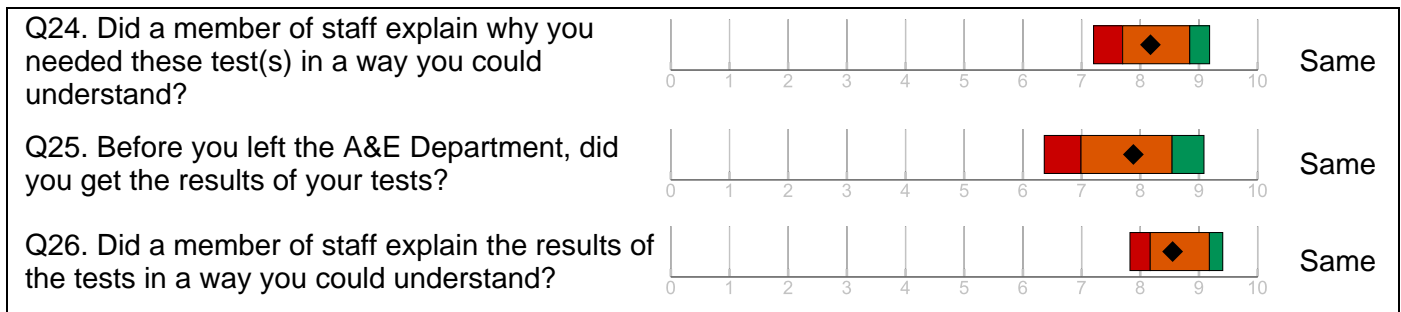 Q24. Did a member of staff explain why you
needed these test(s) in a way you could
understand?
Same
0 1 2 3 4 5 6 7 8 9 10
Q25. Before you left the A&E Department, did
you get the results of your tests?
Same
0 1 2 3 4 5 6 7 8 9 10
Q26. Did a member of staff explain the results of
the tests in a way you could understand?
Same
0 1 2 3 4 5 6 7 8 9 10